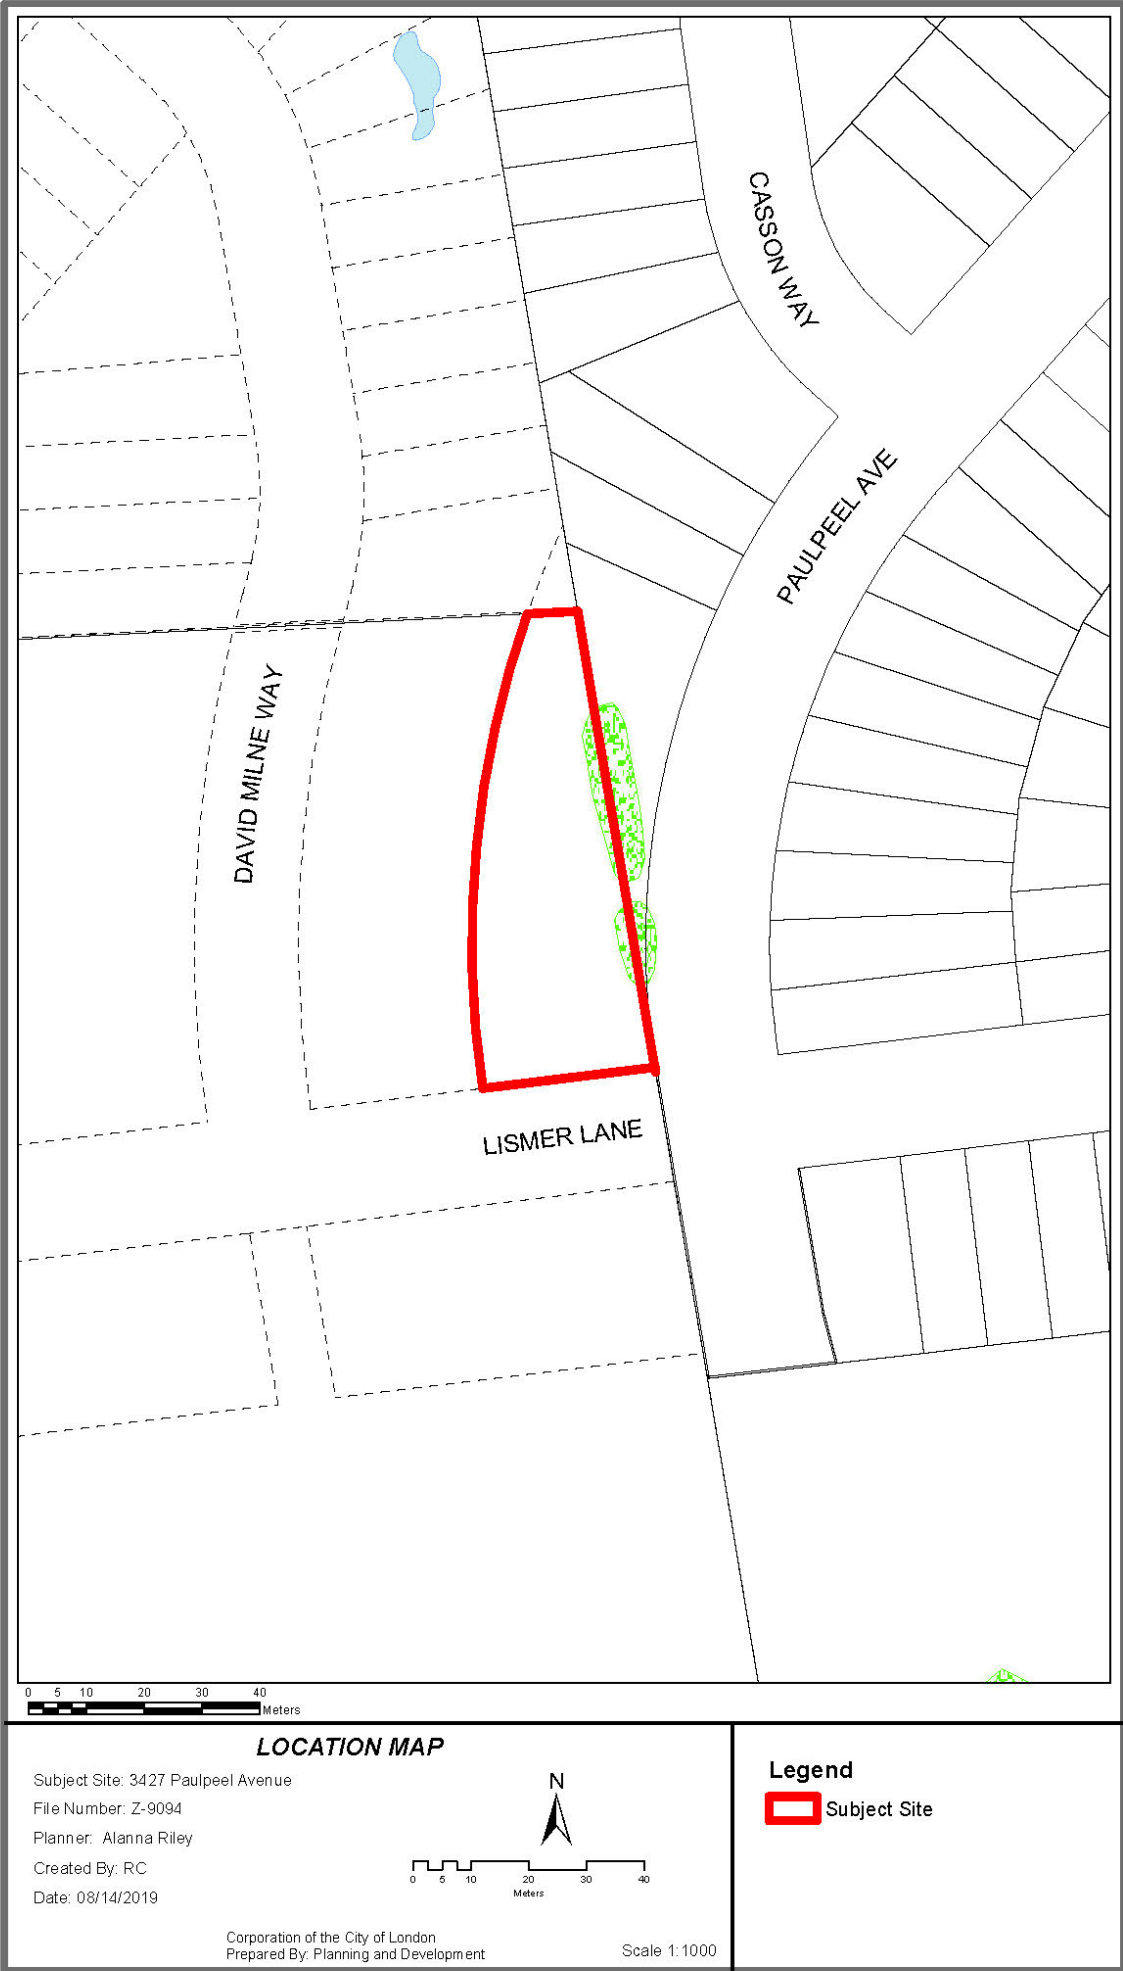 CASSON WAY
PAULPEEL AVE
DAVID MILNE WAY
LISMER LANE
0 5 10 20 30 40
Meters
LOCATION MAP
Subject Site: 3427 Paulpeel Avenue
File Number: Z-9094
Planner: Alanna Riley
Created By: RC
Date: 08/14/2019
N
0 5 10 20 30 40
Meters
Corporation of the City of London
Prepared By: Planning and Development
Scale 1:1000
Legend
Subject Site